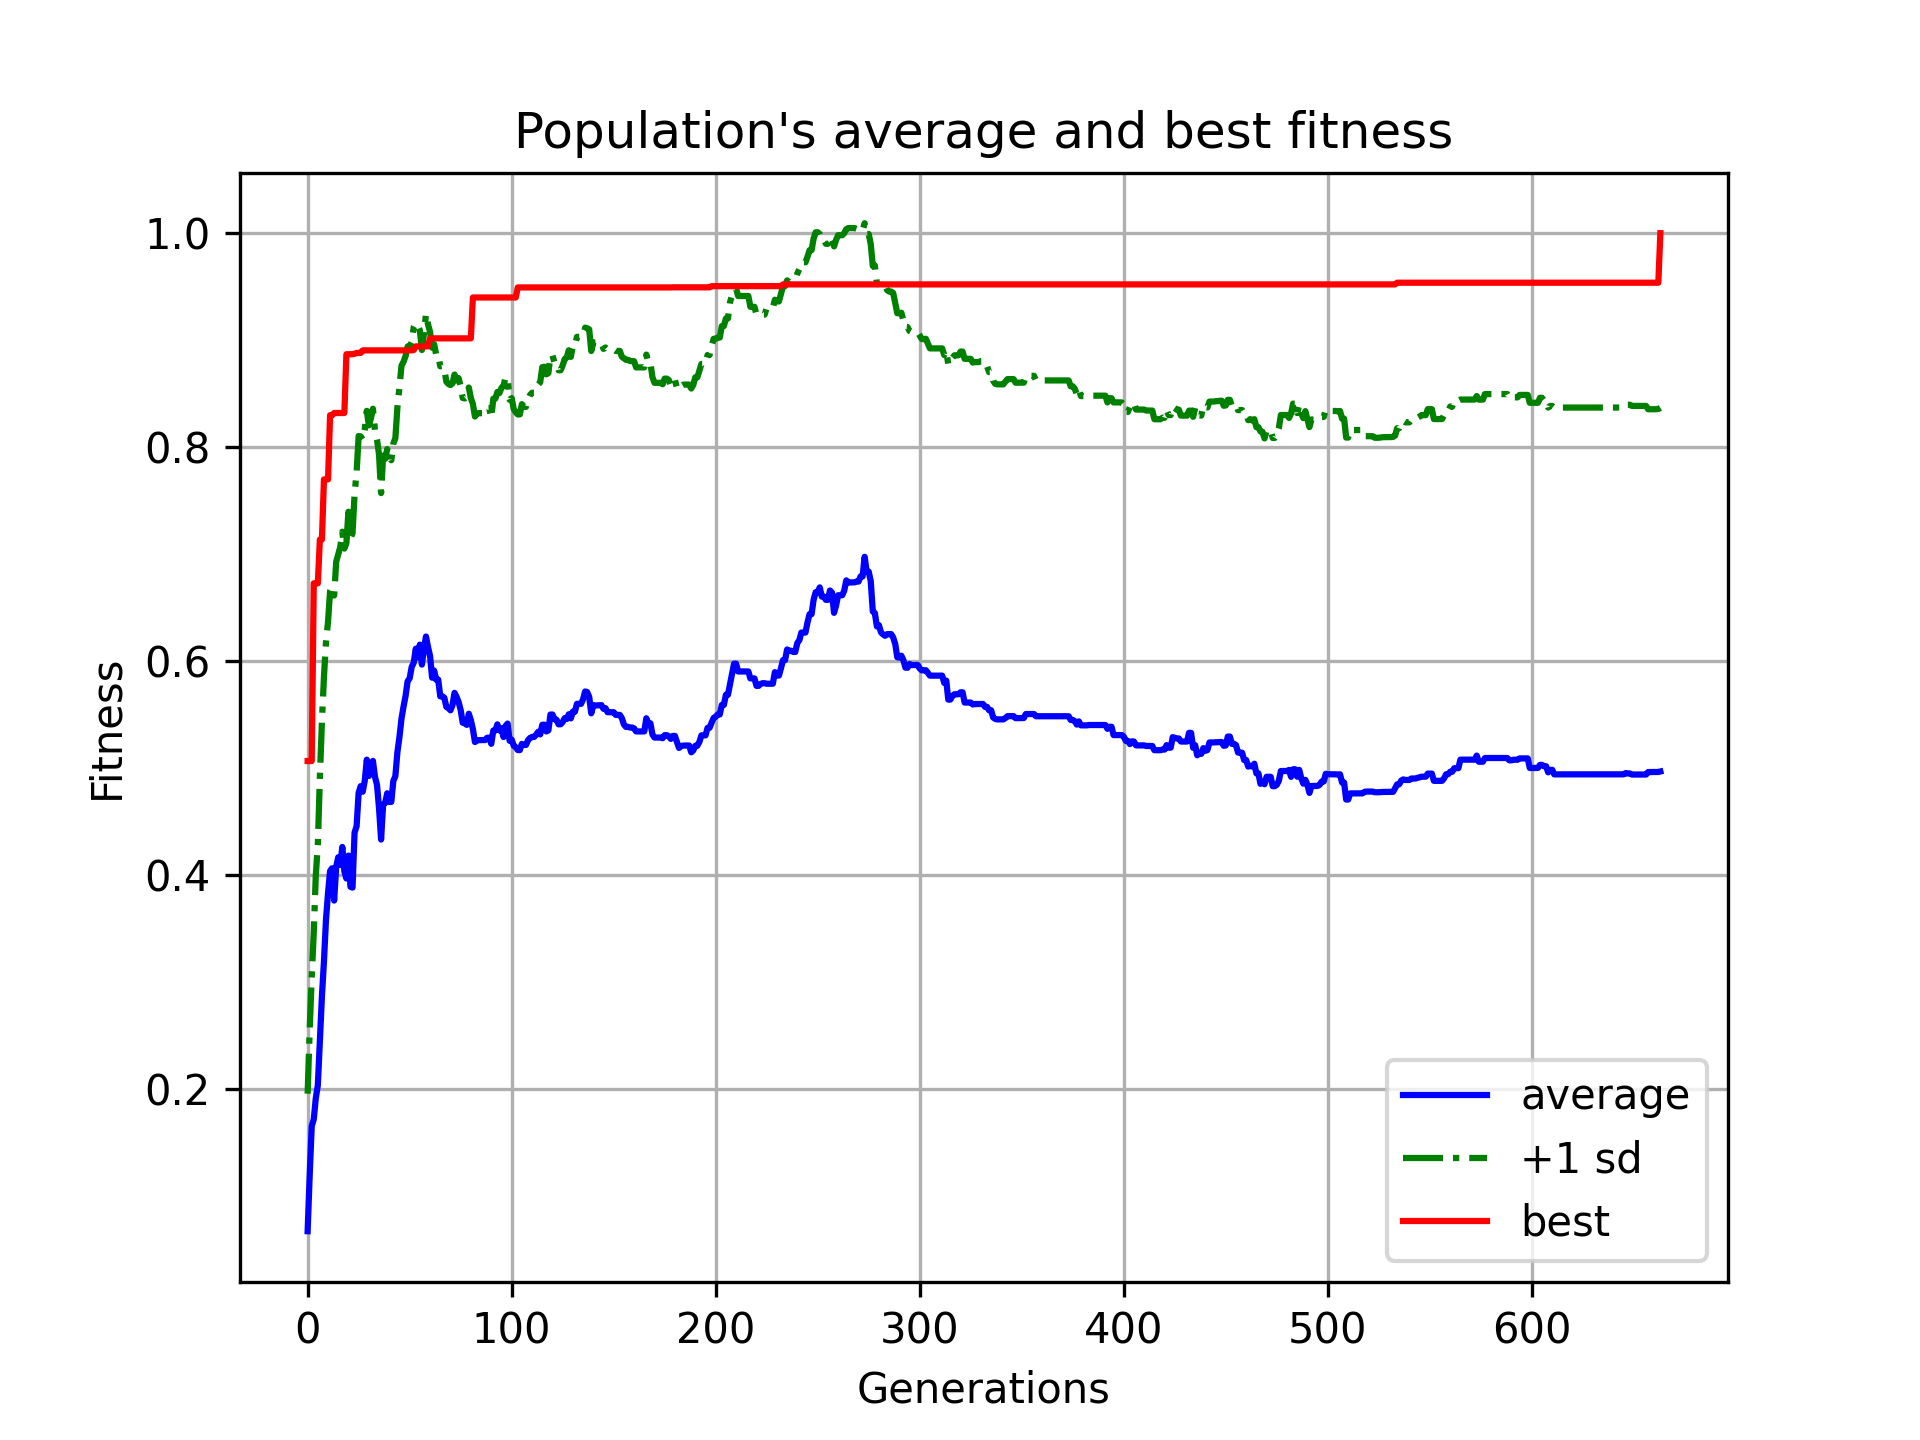 Population's average and best fitness
1.0
0.8
0.6
0.4
0.2
Fitness
0 100 200 300 400 500 600
Generations
average
+1 sd
best